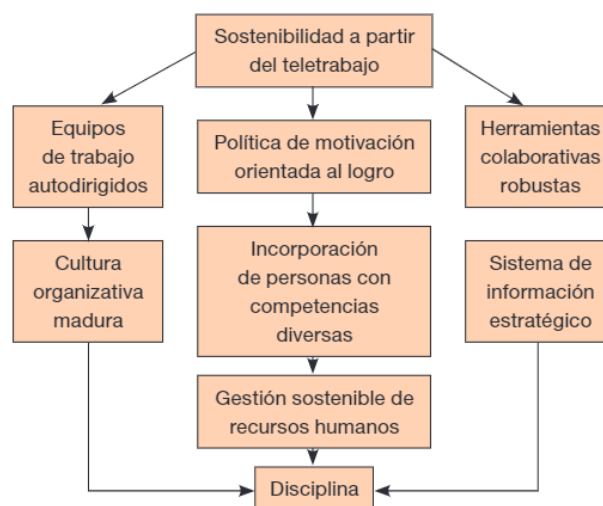 Sostenibilidad a partir
del teletrabajo
Equipos
de trabajo
autodirigidos
Política de motivación
orientada al logro
Herramientas
colaborativas
robustas
Cultura
organizativa
madura
Incorporación
de personas con
competencias
diversas
Sistema de
información
estratégico
Gestión sostenible de
recursos humanos
Disciplina